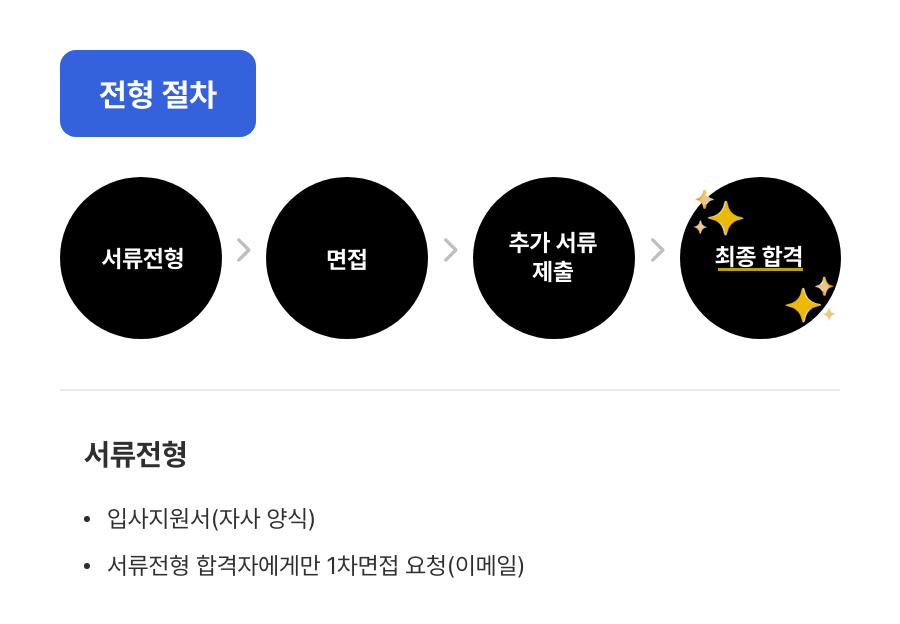 전형 절차
서류전형
면접
추가 서류
제출
최종 합격
서류전형
• 입사지원서(자사 양식)
• 서류전형 합격자에게만 1차면접 요청(이메일)